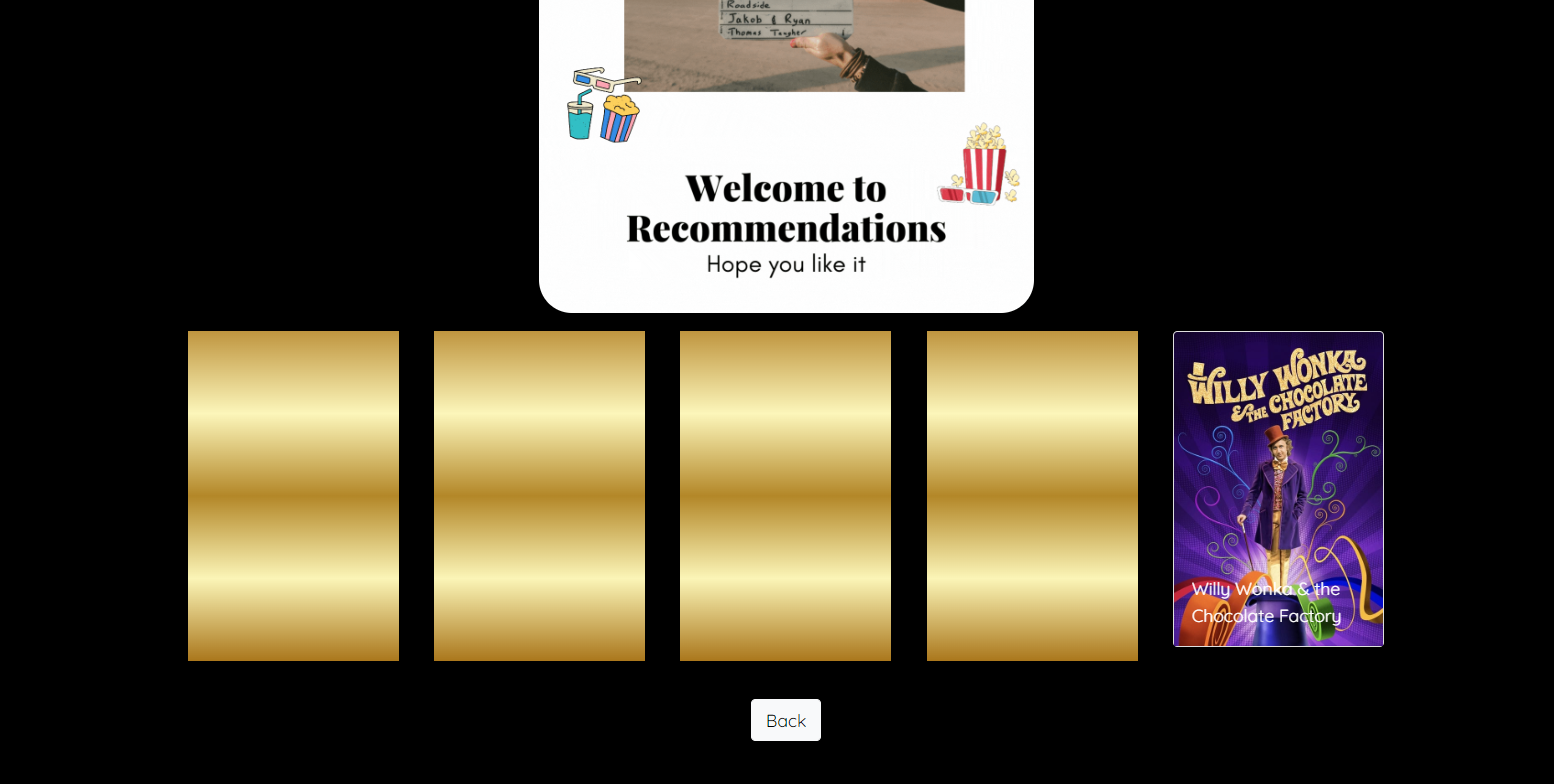 Roadside
Jakob & Ryan
Thomas Tougher
Welcome to
Recommendations
Hope you like it
WILLY WONKA
& THE CHOCOLATE
FACTORY
Willy Wonka & the
Chocolate Factory
Back